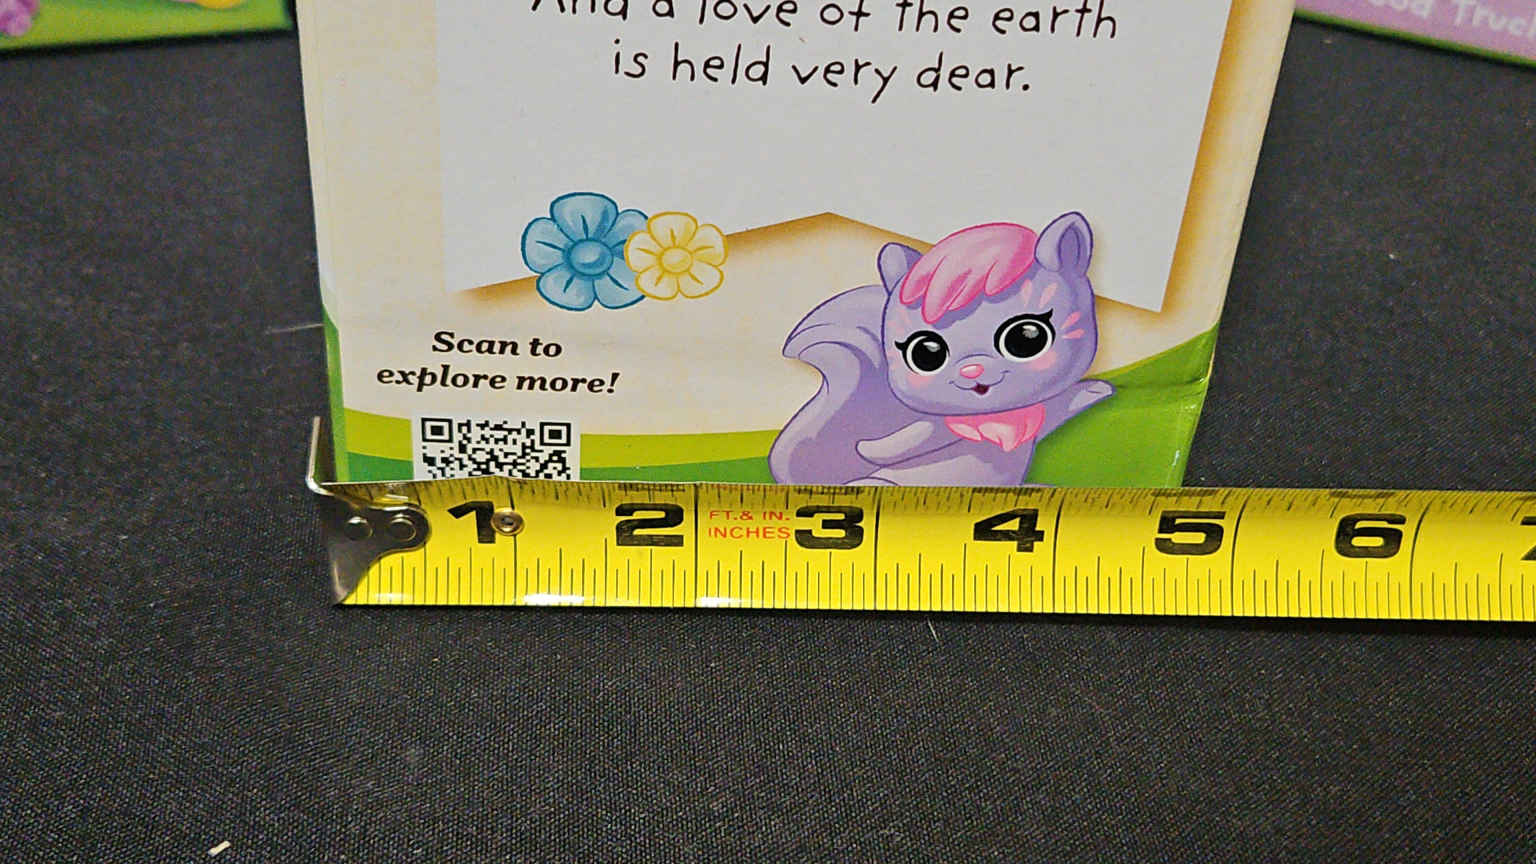 And a love of the earth
is held very dear.
Scan to
explore more!
1 2 3 4 5 6
FT.& IN.
INCHES